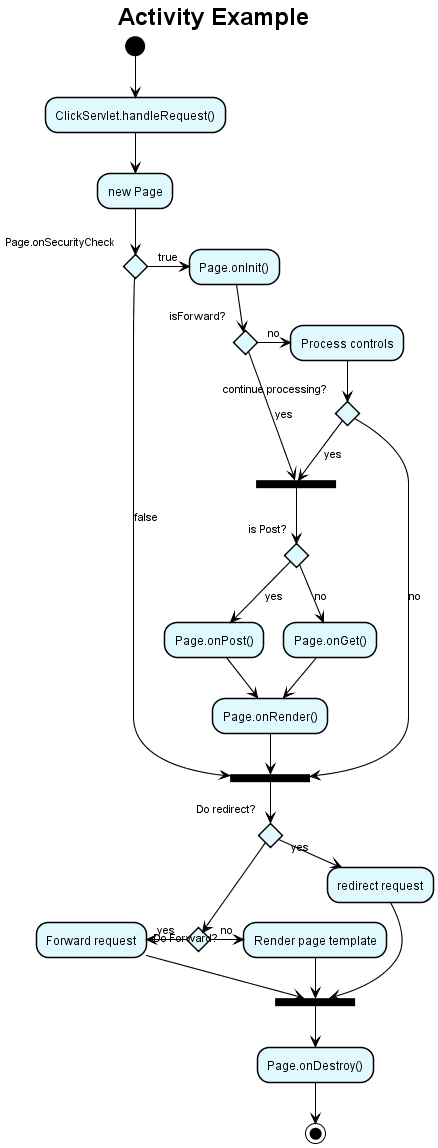 Activity Example
ClickServlet.handleRequest()
new Page
Page.onSecurityCheck
true
Page.onInit()
isForward?
no
Process controls
continue processing?
yes
yes
false
no
is Post?
yes
no
Page.onPost()
Page.onGet()
Page.onRender()
Do redirect?
yes
redirect request
Forward request
yes
Do Forward?
no
Render page template
Page.onDestroy()